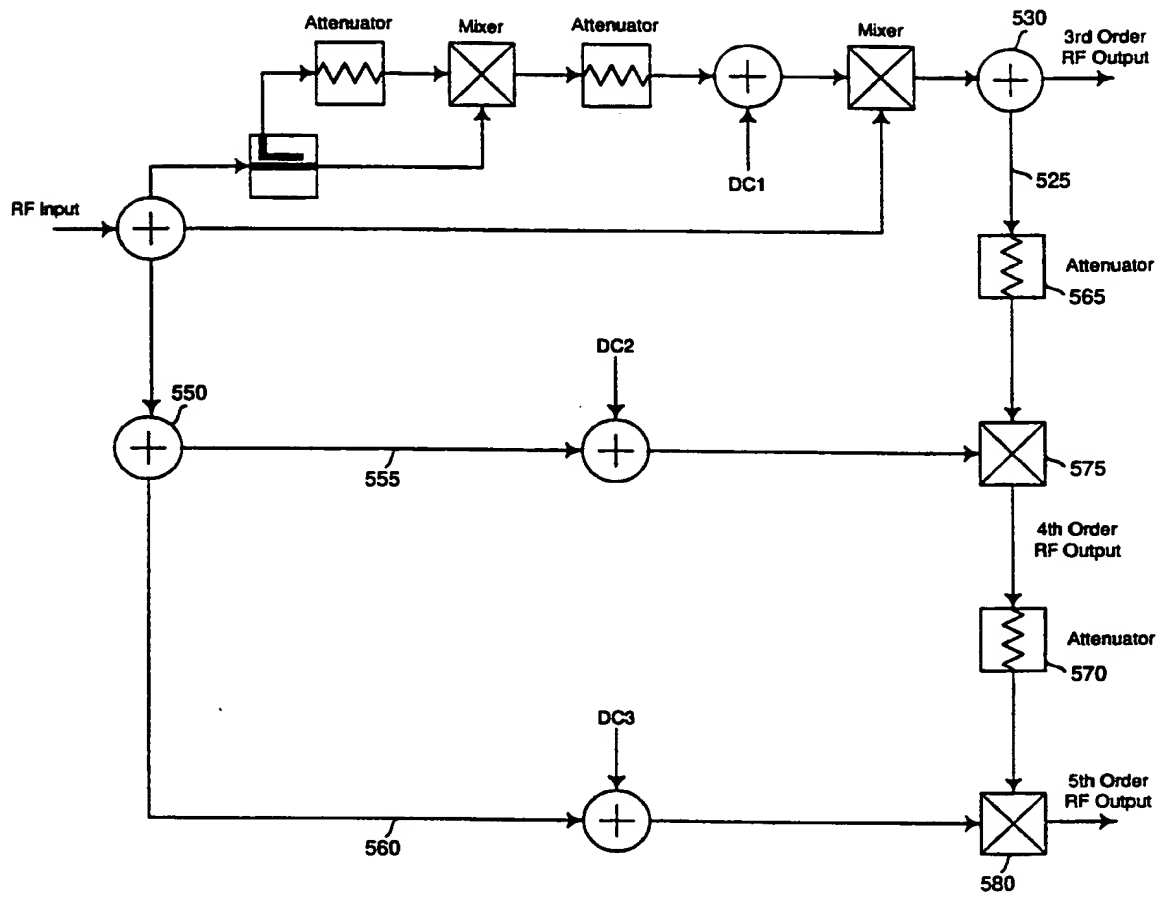 530
Attenuator
Mixer
Attenuator
Mixer
3rd Order
RF Output
DC1
525
RF Input
Attenuator
565
DC2
550
555
575
4th Order
RF Output
Attenuator
570
DC3
5th Order
RF Output
560
580